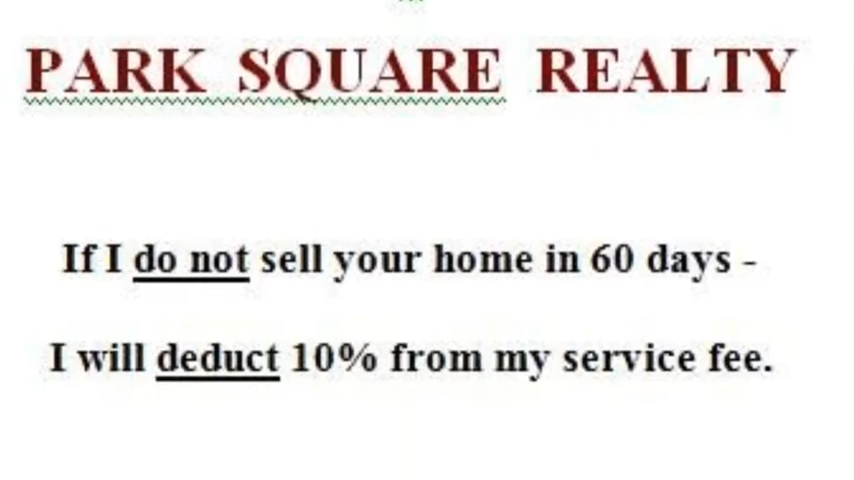 PARK SQUARE REALTY
If I do not sell your home in 60 days -
I will deduct 10% from my service fee.